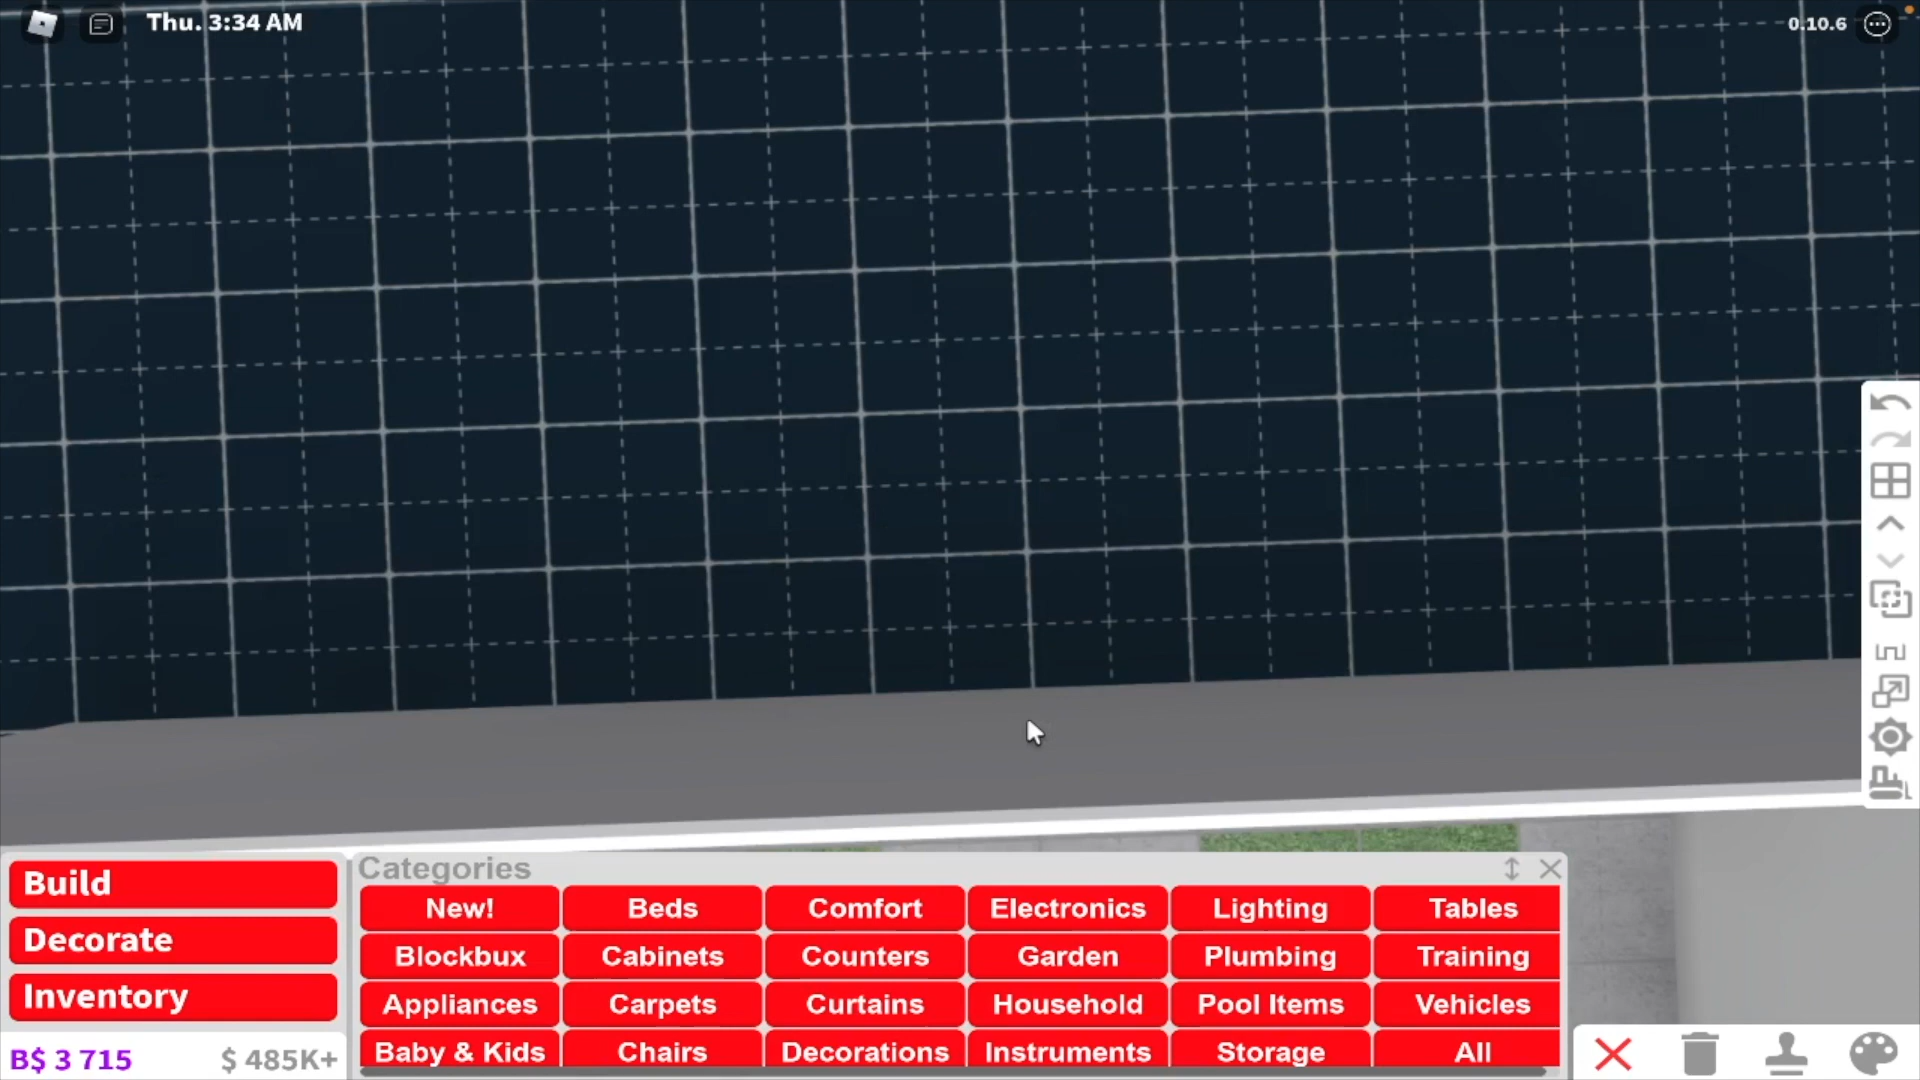 Thu. 3:34 AM
0.10.6
Build
Decorate
Inventory
B$ 3 715
$ 485K+
Categories
New!
Beds
Comfort
Electronics
Lighting
Tables
Blockbux
Cabinets
Counters
Garden
Plumbing
Training
Appliances
Carpets
Curtains
Household
Pool Items
Vehicles
Baby & Kids
Chairs
Decorations
Instruments
Storage
All